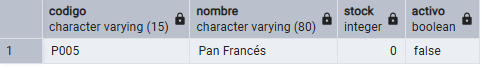 codigo nombre stock activo
character varying (15) character varying (80) integer boolean
1 P005 Pan Francés 0 false